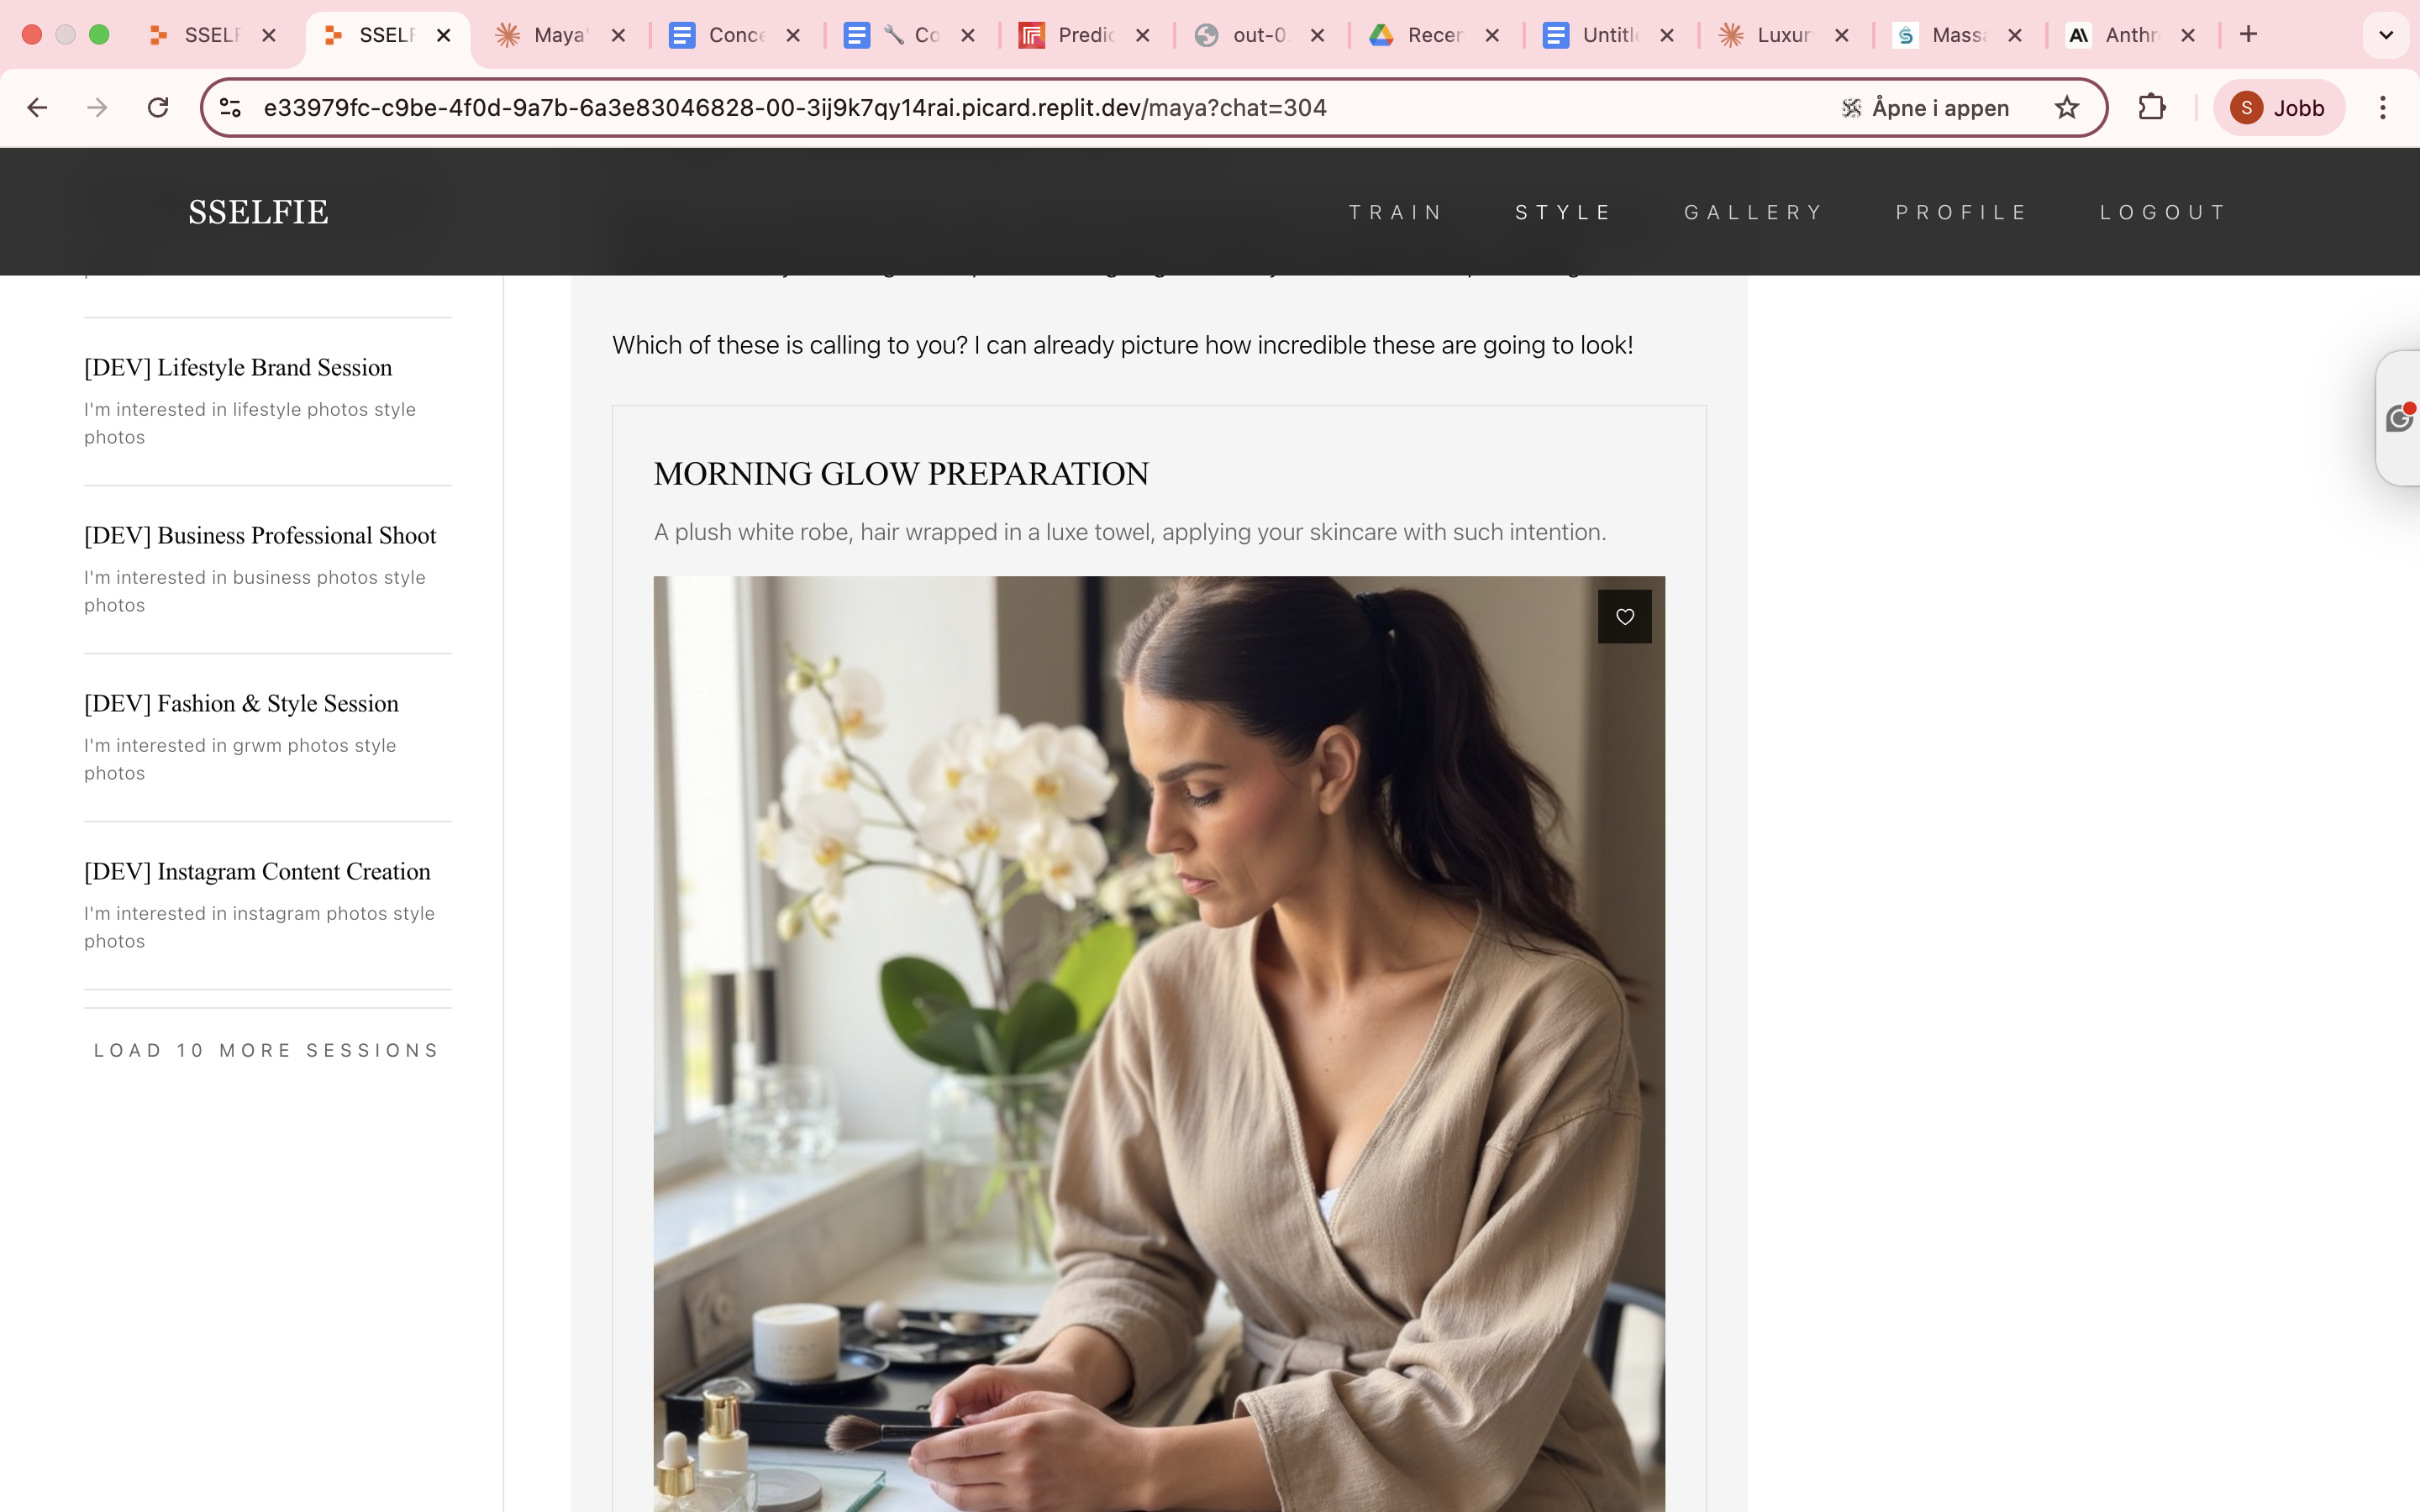 SSELF
SSELF
Maya'
Conce
Co
Predic
out-0
Recen
Untitl
Luxur
Massa
Anthr
e33979fc-c9be-4f0d-9a7b-6a3e83046828-00-3ij9k7qy14rai.picard.replit.dev/maya?chat=304
Åpne i appen
S
Jobb
SSELFIE
TRAIN
STYLE
GALLERY
PROFILE
LOGOUT
[DEV] Lifestyle Brand Session
I'm interested in lifestyle photos style
photos
[DEV] Business Professional Shoot
I'm interested in business photos style
photos
[DEV] Fashion & Style Session
I'm interested in grwm photos style
photos
[DEV] Instagram Content Creation
I'm interested in instagram photos style
photos
LOAD 10 MORE SESSIONS
Which of these is calling to you? I can already picture how incredible these are going to look!
MORNING GLOW PREPARATION
A plush white robe, hair wrapped in a luxe towel, applying your skincare with such intention.